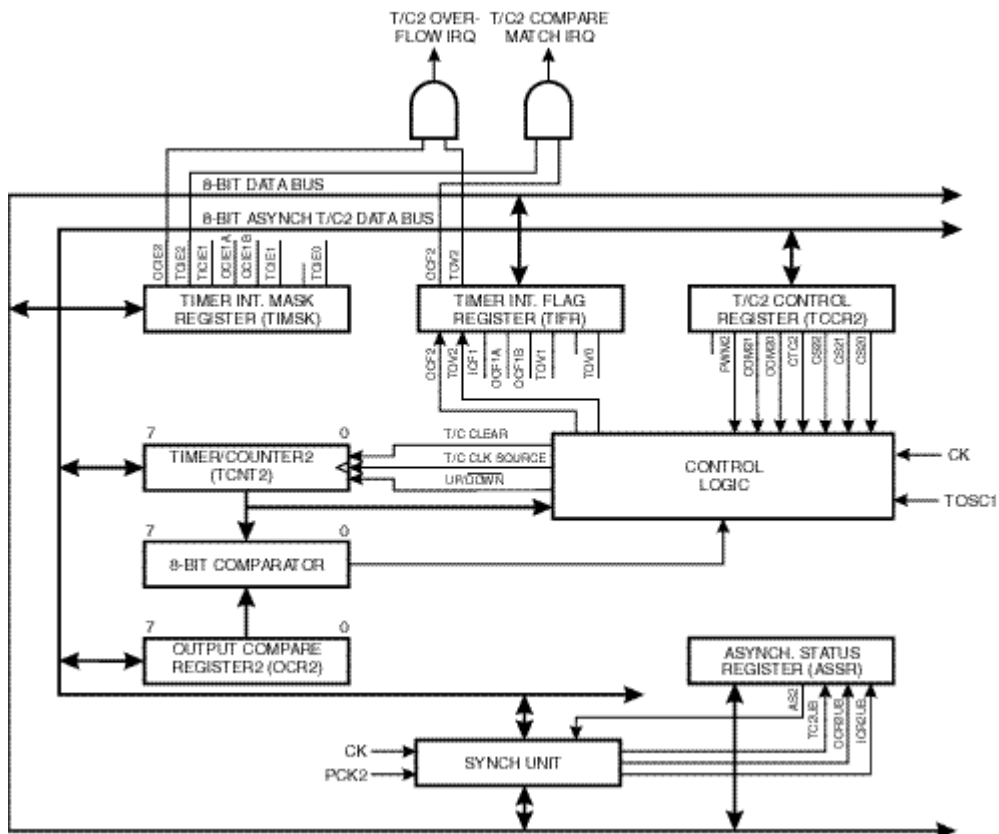 T/C2 OVER-
FLOW IRQ
T/C2 COMPARE
MATCH IRQ
8-BIT DATA BUS
8-BIT ASYNCH T/C2 DATA BUS
OCIE2
TOIE2
TICIE1
OCIE1A
OCIE1B
TOIE1
TOIE0
OCF2
TOV2
TIMER INT. MASK
REGISTER (TIMSK)
TIMER INT. FLAG
REGISTER (TIFR)
T/C2 CONTROL
REGISTER (TCCR2)
OCF2
TOV2
ICF1
OCF1A
OCF1B
TOV1
TOV0
PWM2
COM21
COM20
CTC2
CS22
CS21
CS20
7
0
TIMER/COUNTER2
(TCNT2)
T/C CLEAR
T/C CLK SOURCE
UP/DOWN
CONTROL
LOGIC
CK
TOSC1
7
0
8-BIT COMPARATOR
7
0
OUTPUT COMPARE
REGISTER2 (OCR2)
ASYNCH. STATUS
REGISTER (ASSR)
AS2
TC2UB
OCR2UB
ICR2UB
CK
PCK2
SYNCH UNIT